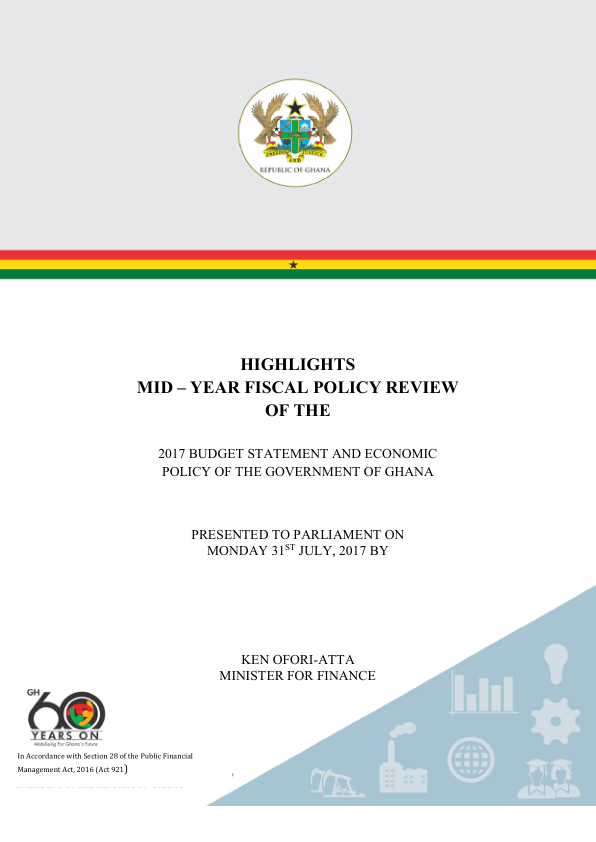 FREEDOM AND JUSTICE
REPUBLIC OF GHANA
HIGHLIGHTS
MID – YEAR FISCAL POLICY REVIEW
OF THE
2017 BUDGET STATEMENT AND ECONOMIC
POLICY OF THE GOVERNMENT OF GHANA
PRESENTED TO PARLIAMENT ON
MONDAY 31ST JULY, 2017 BY
KEN OFORI-ATTA
MINISTER FOR FINANCE
GH
60
YEARS ON
Mobilising For Ghana's Future
In Accordance with Section 28 of the Public Financial
Management Act, 2016 (Act 921)